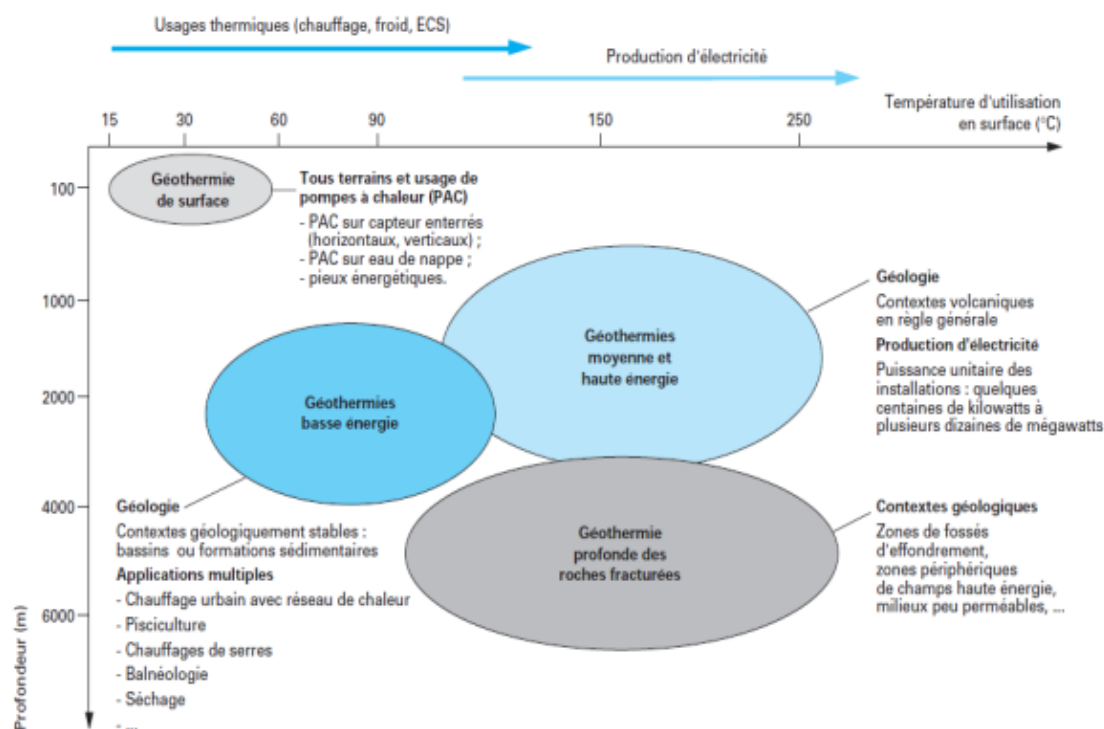 Usages thermiques (chauffage, froid, ECS)
Production d'électricité
Température d'utilisation
en surface (°C)
15
30
60
90
150
250
100
1000
2000
4000
6000
Profondeur (m)
Géothermie
de surface
Tous terrains et usage de
pompes à chaleur (PAC)
- PAC sur capteur enterrés
(horizontaux, verticaux) ;
- PAC sur eau de nappe ;
- pieux énergétiques.
Géothermies
moyenne et
haute énergie
Géologie
Contextes volcaniques
en règle générale
Production d'électricité
Puissance unitaire des
installations : quelques
centaines de kilowatts à
plusieurs dizaines de mégawatts
Géothermies
basse énergie
Géologie
Contextes géologiquement stables :
bassins ou formations sédimentaires
Applications multiples
- Chauffage urbain avec réseau de chaleur
- Pisciculture
- Chauffages de serres
- Balnéologie
- Séchage
- ...
Géothermie
profonde des
roches fracturées
Contextes géologiques
Zones de fossés
d'effondrement,
zones périphériques
de champs haute énergie,
milieux peu perméables, ...